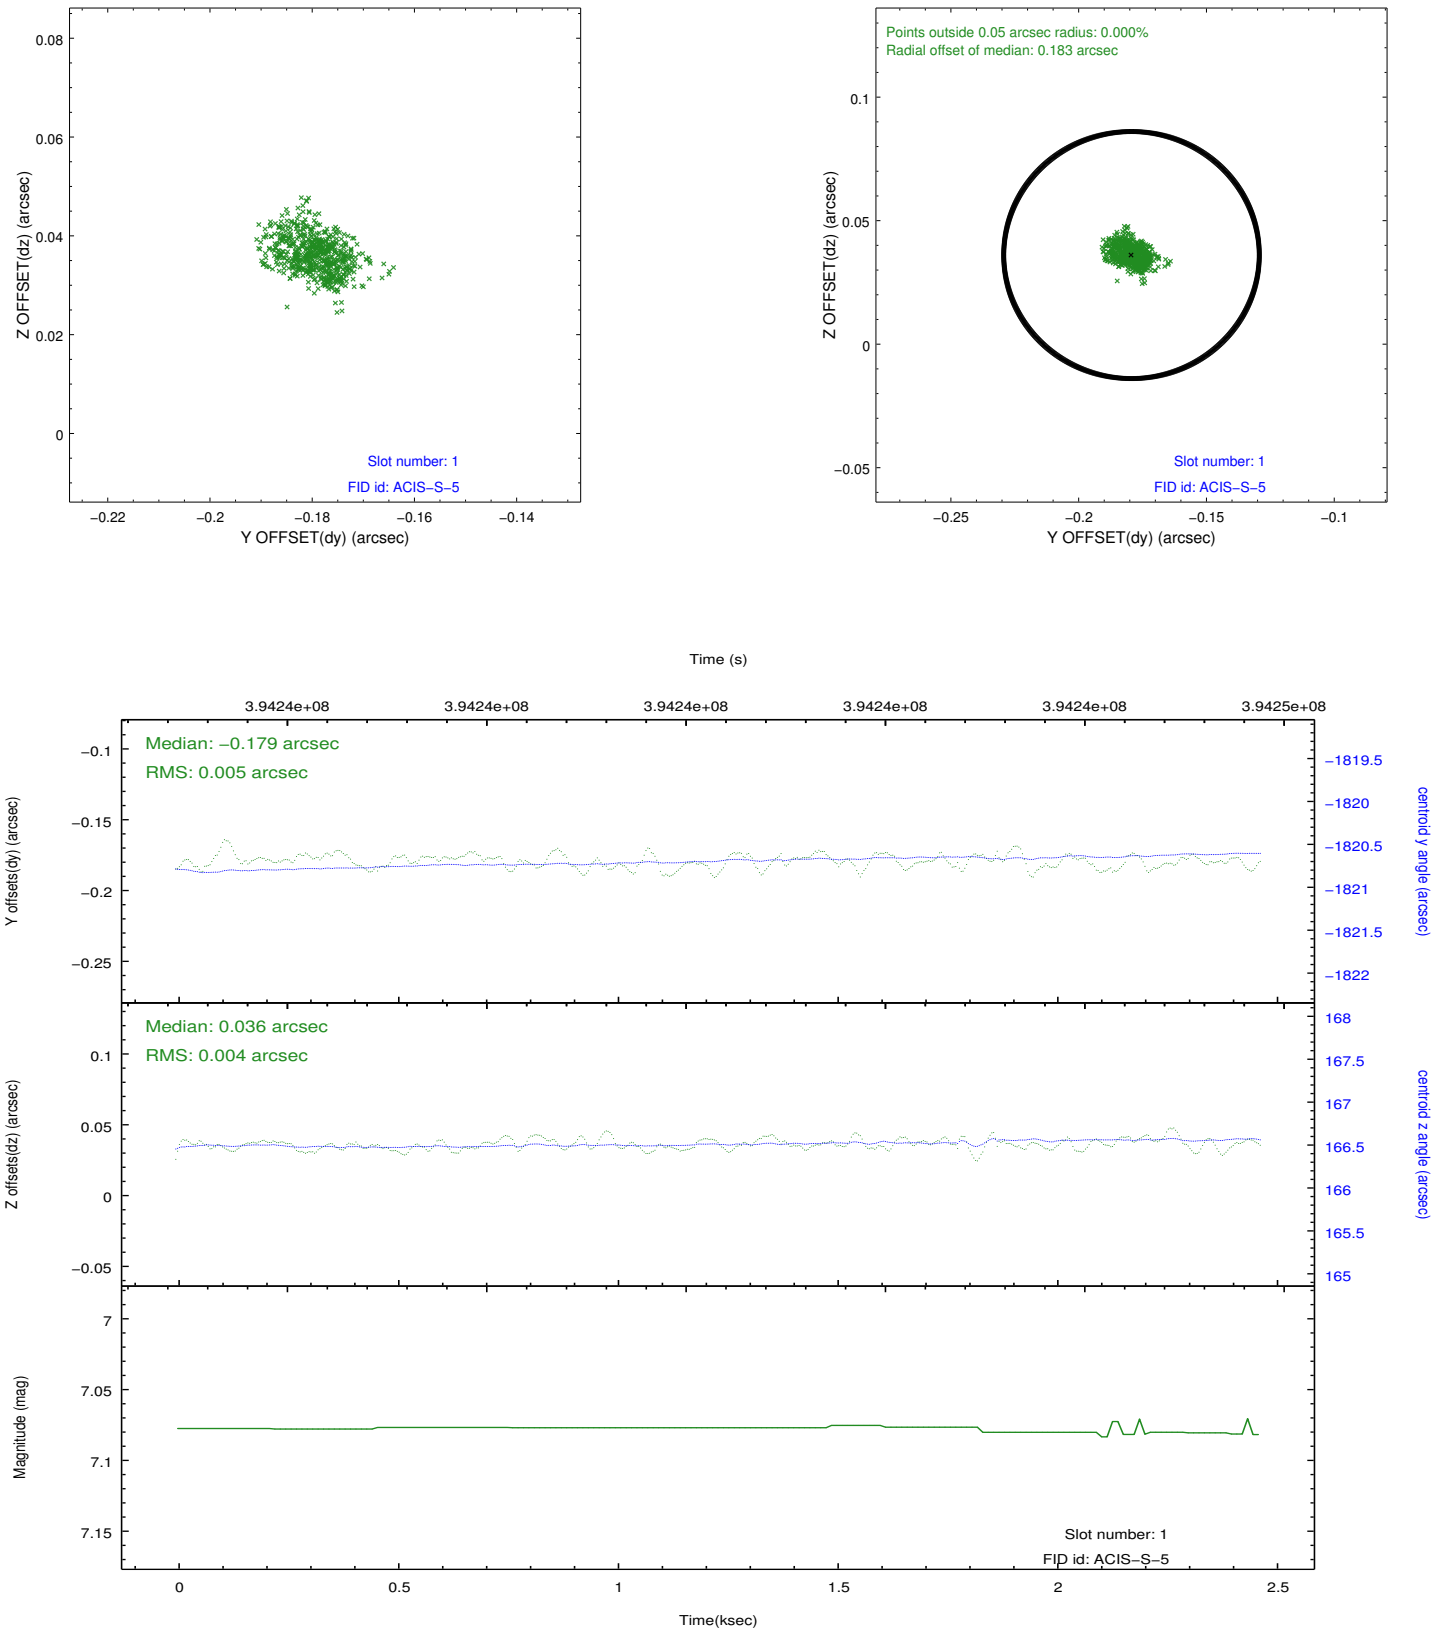 0.08
0.06
0.04
0.02
0
Z OFFSET(dz) (arcsec)
Slot number: 1
FID id: ACIS−S−5
−0.22
−0.2
−0.18
−0.16
−0.14
Y OFFSET(dy) (arcsec)
Points outside 0.05 arcsec radius: 0.000%
Radial offset of median: 0.183 arcsec
0.1
0.05
0
−0.05
Z OFFSET(dz) (arcsec)
Slot number: 1
FID id: ACIS−S−5
−0.25
−0.2
−0.15
−0.1
Y OFFSET(dy) (arcsec)
Time (s)
3.9424e+08
3.9424e+08
3.9424e+08
3.9424e+08
3.9424e+08
3.9425e+08
Median: −0.179 arcsec
RMS: 0.005 arcsec
−0.1
−0.15
−0.2
−0.25
Y offsets(dy) (arcsec)
−1819.5
−1820
−1820.5
−1821
−1821.5
−1822
centroid y angle (arcsec)
Median: 0.036 arcsec
RMS: 0.004 arcsec
0.1
0.05
0
−0.05
Z offsets(dz) (arcsec)
168
167.5
167
166.5
166
165.5
165
centroid z angle (arcsec)
7
7.05
7.1
7.15
Magnitude (mag)
Slot number: 1
FID id: ACIS−S−5
0
0.5
1
1.5
2
2.5
Time(ksec)